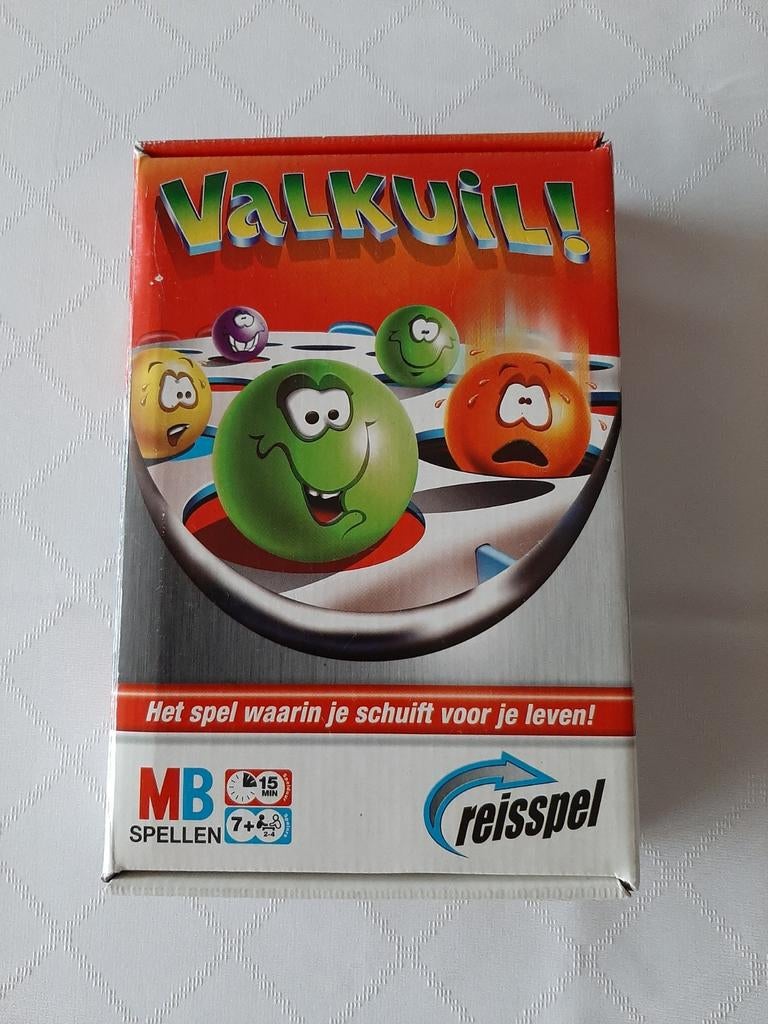 VaLKUiL!
Het spel waarin je schuift voor je leven!
MB
SPELLEN
15
MIN
7+
2-4
reisspel